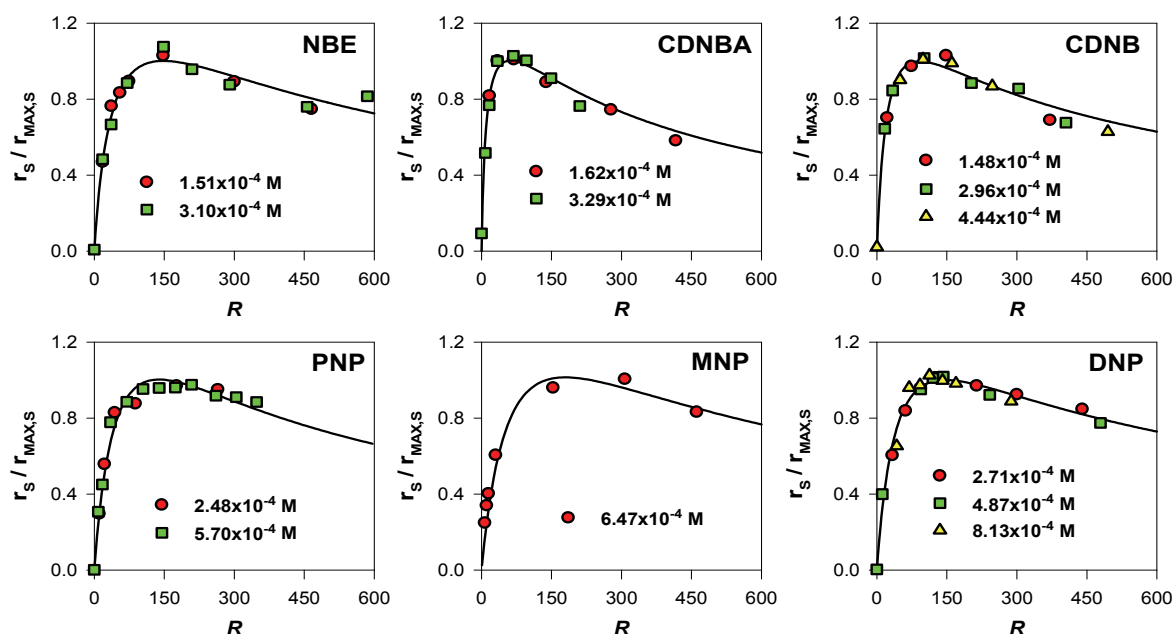 NBE
r_S / r_MAX,S
1.2
0.8
0.4
0.0
1.51x10^-4 M
3.10x10^-4 M
0 150 300 450 600
R
CDNBA
r_S / r_MAX,S
1.2
0.8
0.4
0.0
1.62x10^-4 M
3.29x10^-4 M
0 150 300 450 600
R
CDNB
r_S / r_MAX,S
1.2
0.8
0.4
0.0
1.48x10^-4 M
2.96x10^-4 M
4.44x10^-4 M
0 150 300 450 600
R
PNP
r_S / r_MAX,S
1.2
0.8
0.4
0.0
2.48x10^-4 M
5.70x10^-4 M
0 150 300 450 600
R
MNP
r_S / r_MAX,S
1.2
0.8
0.4
0.0
6.47x10^-4 M
0 150 300 450 600
R
DNP
r_S / r_MAX,S
1.2
0.8
0.4
0.0
2.71x10^-4 M
4.87x10^-4 M
8.13x10^-4 M
0 150 300 450 600
R